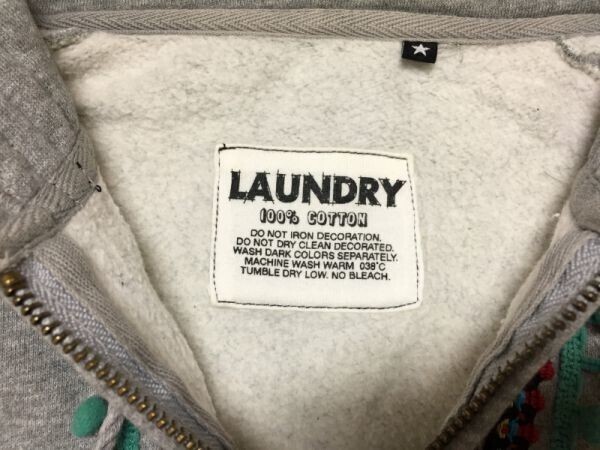 LAUNDRY
100% COTTON
DO NOT IRON DECORATION.
DO NOT DRY CLEAN DECORATED.
WASH DARK COLORS SEPARATELY.
MACHINE WASH WARM 038°C
TUMBLE DRY LOW. NO BLEACH.